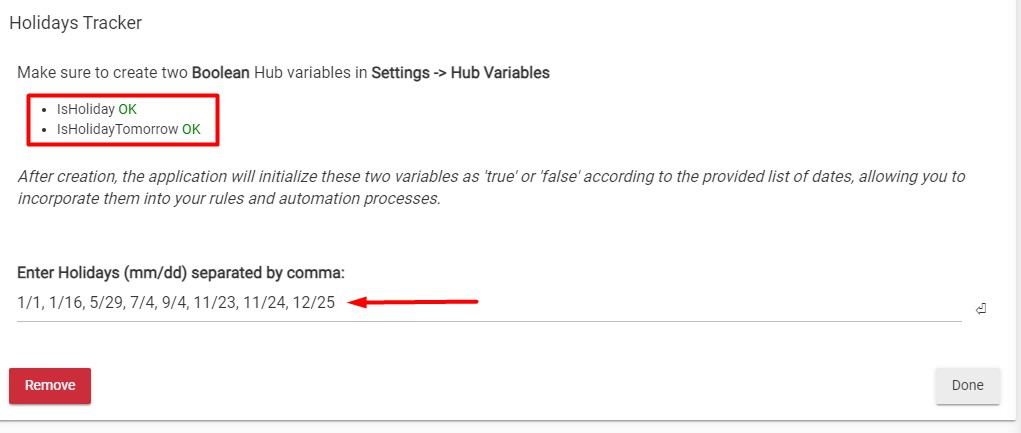 Holidays Tracker
Make sure to create two Boolean Hub variables in Settings -> Hub Variables
• IsHoliday OK
• IsHolidayTomorrow OK
After creation, the application will initialize these two variables as 'true' or 'false' according to the provided list of dates, allowing you to
incorporate them into your rules and automation processes.
Enter Holidays (mm/dd) separated by comma:
1/1, 1/16, 5/29, 7/4, 9/4, 11/23, 11/24, 12/25
Remove
Done